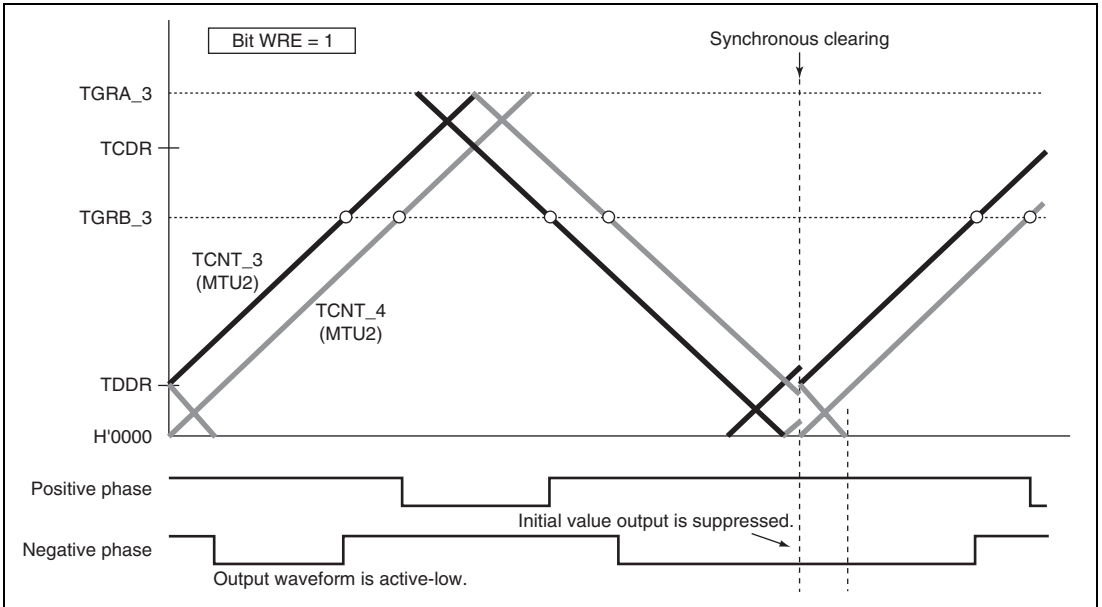 Bit WRE = 1
Synchronous clearing
TGRA_3
TCDR
TGRB_3
TCNT_3
(MTU2)
TCNT_4
(MTU2)
TDDR
H'0000
Positive phase
Initial value output is suppressed.
Negative phase
Output waveform is active-low.